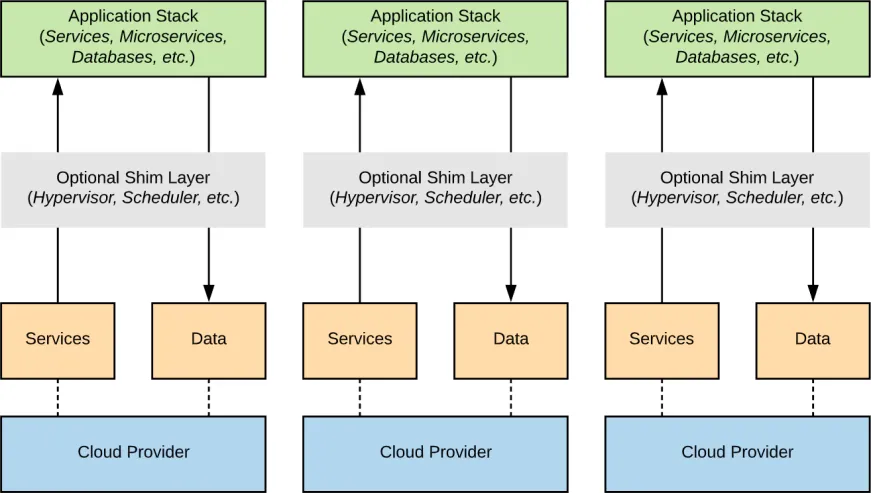 Application Stack
(Services, Microservices,
Databases, etc.)
Application Stack
(Services, Microservices,
Databases, etc.)
Application Stack
(Services, Microservices,
Databases, etc.)
Optional Shim Layer
(Hypervisor, Scheduler, etc.)
Optional Shim Layer
(Hypervisor, Scheduler, etc.)
Optional Shim Layer
(Hypervisor, Scheduler, etc.)
Services
Data
Services
Data
Services
Data
Cloud Provider
Cloud Provider
Cloud Provider